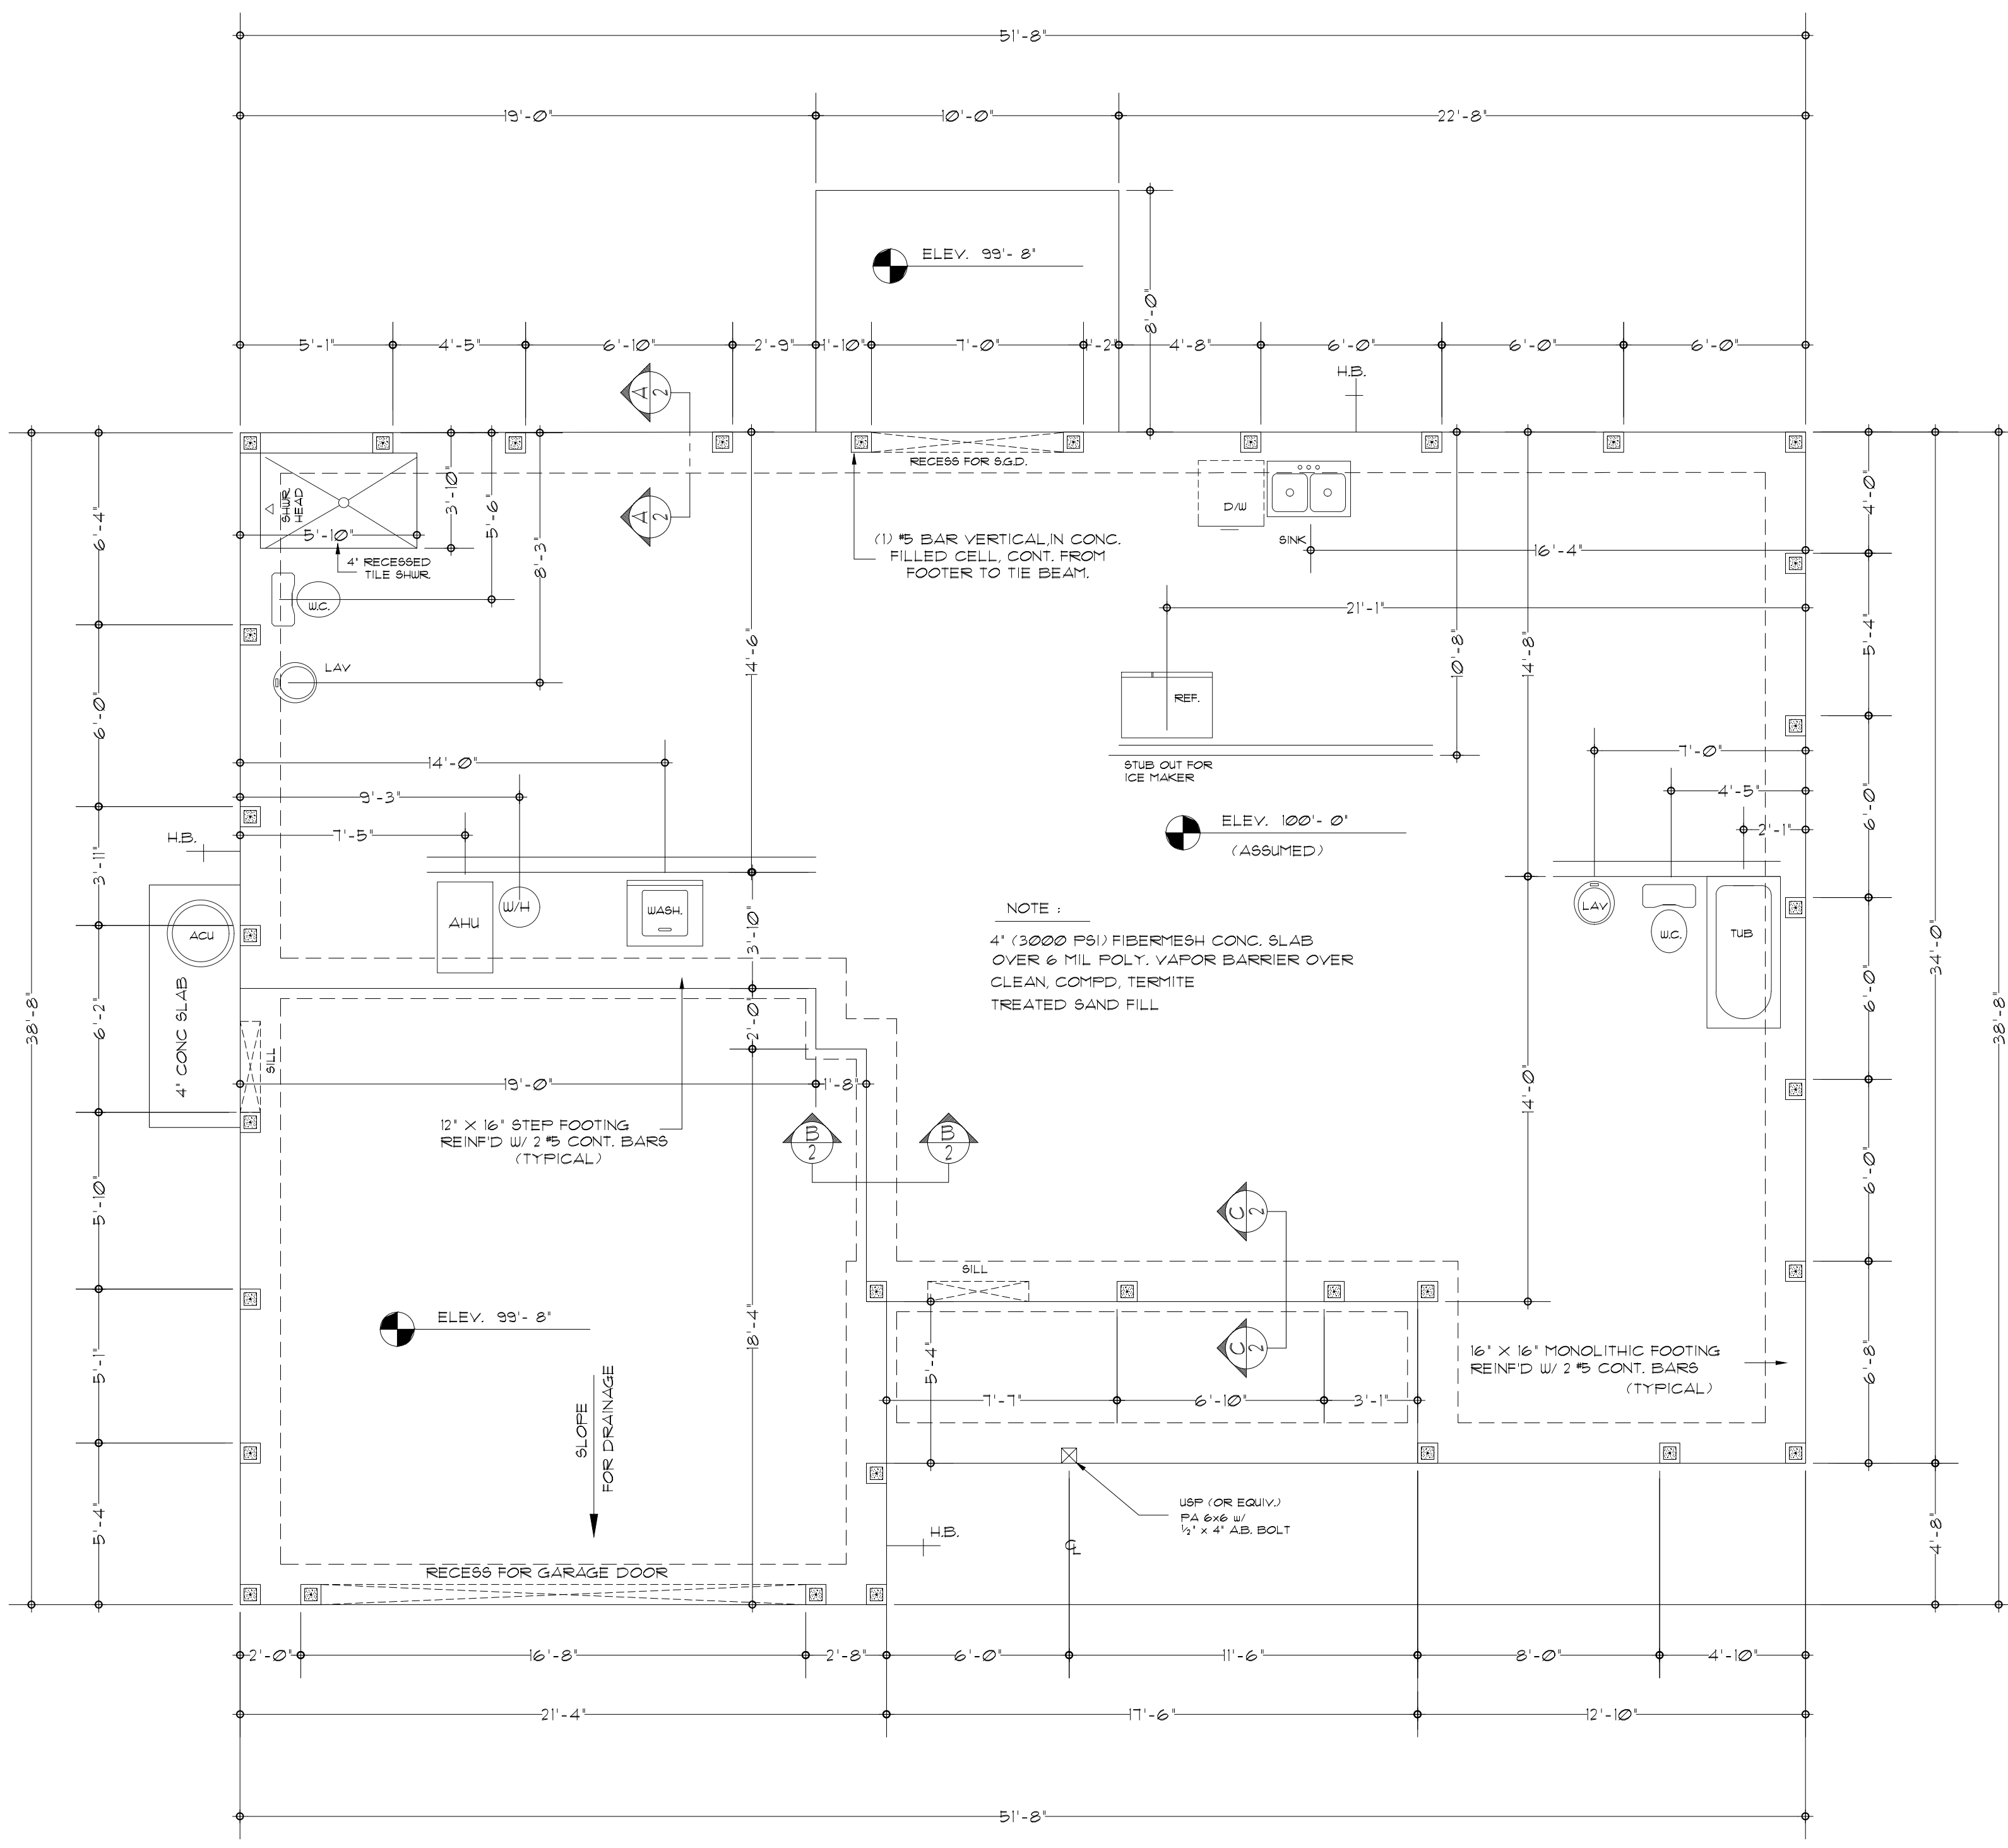 51'-8"
19'-0"
10'-0"
22'-8"
ELEV. 99'- 8"
8'-0"
5'-1"
4'-5"
6'-10"
2'-9"
1'-10"
7'-0"
1'-2"
4'-8"
6'-0"
6'-0"
6'-0"
H.B.
A
2
RECESS FOR S.G.D.
A
2
SHWR
HEAD
3'-10"
5'-6"
8'-3"
5'-10"
4" RECESSED
TILE SHWR.
W.C.
LAV
(1) #5 BAR VERTICAL,IN CONC.
FILLED CELL, CONT. FROM
FOOTER TO TIE BEAM.
D/W
SINK
16'-4"
21'-1"
REF.
STUB OUT FOR
ICE MAKER
14'-6"
10'-8"
14'-8"
6'-4"
6'-0"
3'-11"
6'-2"
5'-10"
5'-1"
5'-4"
38'-8"
4'-0"
5'-4"
6'-0"
6'-0"
6'-0"
6'-8"
34'-0"
4'-8"
38'-8"
14'-0"
9'-3"
7'-5"
7'-0"
4'-5"
2'-1"
H.B.
ACU
4" CONC SLAB
AHU
W/H
WASH.
ELEV. 100'- 0"
(ASSUMED)
NOTE :
4" (3000 PSI) FIBERMESH CONC. SLAB
OVER 6 MIL POLY. VAPOR BARRIER OVER
CLEAN, COMPD, TERMITE
TREATED SAND FILL
LAV
W.C.
TUB
3'-10"
2'-0"
SILL
19'-0"
1'-8"
14'-0"
12" X 16" STEP FOOTING
REINF'D W/ 2 #5 CONT. BARS
(TYPICAL)
B
2
B
2
C
2
SILL
ELEV. 99'- 8"
18'-4"
5'-4"
C
2
16" X 16" MONOLITHIC FOOTING
REINF'D W/ 2 #5 CONT. BARS
(TYPICAL)
7'-7"
6'-10"
3'-1"
SLOPE
FOR DRAINAGE
USP (OR EQUIV.)
PA 6x6 w/
1/2" x 4" A.B. BOLT
H.B.
CL
RECESS FOR GARAGE DOOR
2'-0"
16'-8"
2'-8"
6'-0"
11'-6"
8'-0"
4'-10"
21'-4"
17'-6"
12'-10"
51'-8"